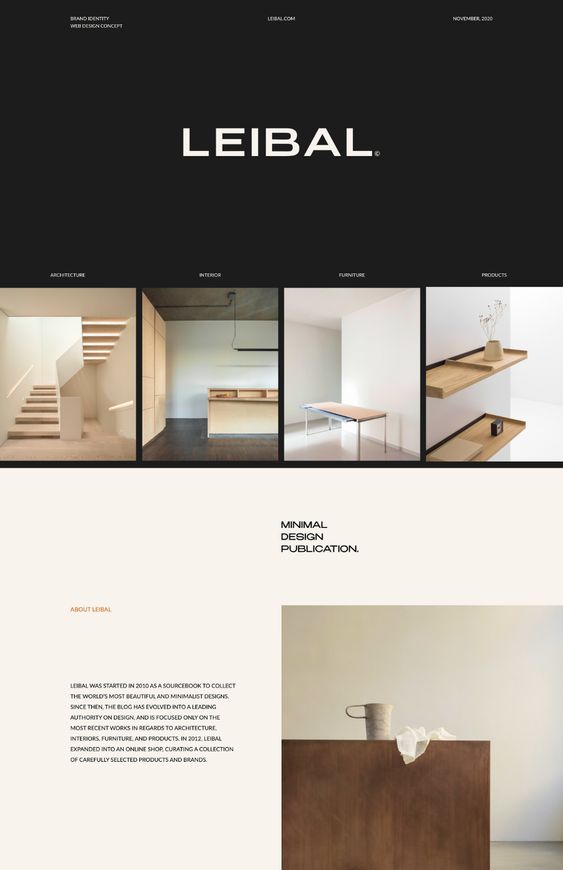 BRAND IDENTITY
WEB DESIGN CONCEPT
LEIBAL.COM
NOVEMBER, 2020
LEIBAL©
ARCHITECTURE
INTERIOR
FURNITURE
PRODUCTS
MINIMAL
DESIGN
PUBLICATION.
ABOUT LEIBAL
LEIBAL WAS STARTED IN 2010 AS A SOURCEBOOK TO COLLECT
THE WORLD'S MOST BEAUTIFUL AND MINIMALIST DESIGNS.
SINCE THEN, THE BLOG HAS EVOLVED INTO A LEADING
AUTHORITY ON DESIGN, AND IS FOCUSED ONLY ON THE
MOST RECENT WORKS IN REGARDS TO ARCHITECTURE,
INTERIORS, FURNITURE, AND PRODUCTS. IN 2012, LEIBAL
EXPANDED INTO AN ONLINE SHOP, CURATING A COLLECTION
OF CAREFULLY SELECTED PRODUCTS AND BRANDS.